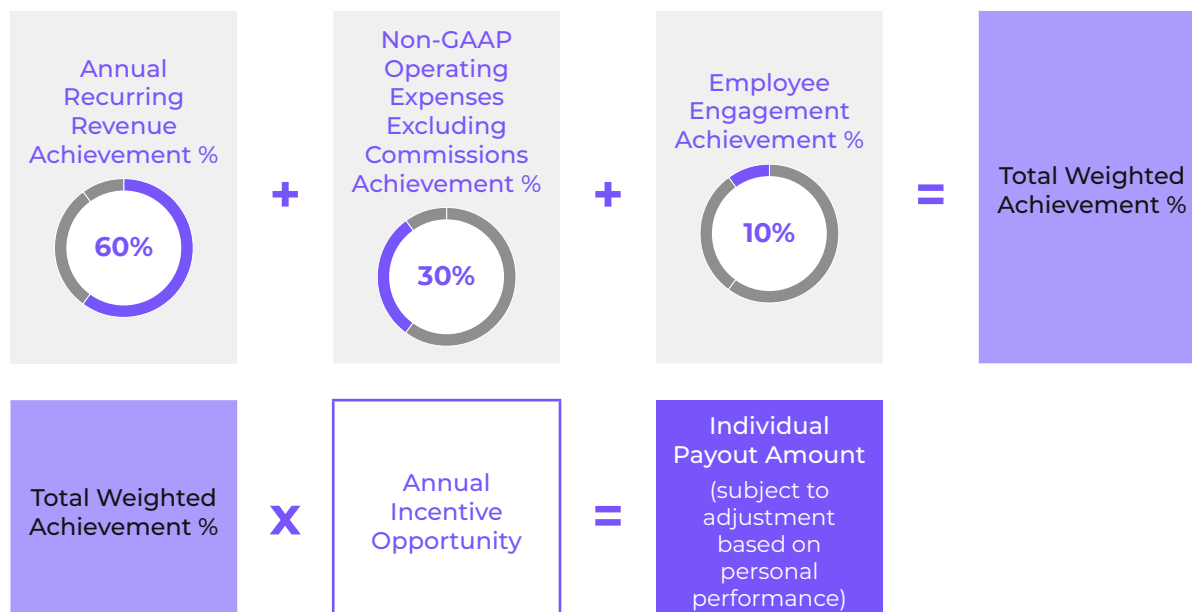 Annual
Recurring
Revenue
Achievement %
60%
+
Non-GAAP
Operating
Expenses
Excluding
Commissions
Achievement %
30%
+
Employee
Engagement
Achievement %
10%
=
Total Weighted
Achievement %
Total Weighted
Achievement %
x
Annual
Incentive
Opportunity
=
Individual
Payout Amount
(subject to
adjustment
based on
personal
performance)